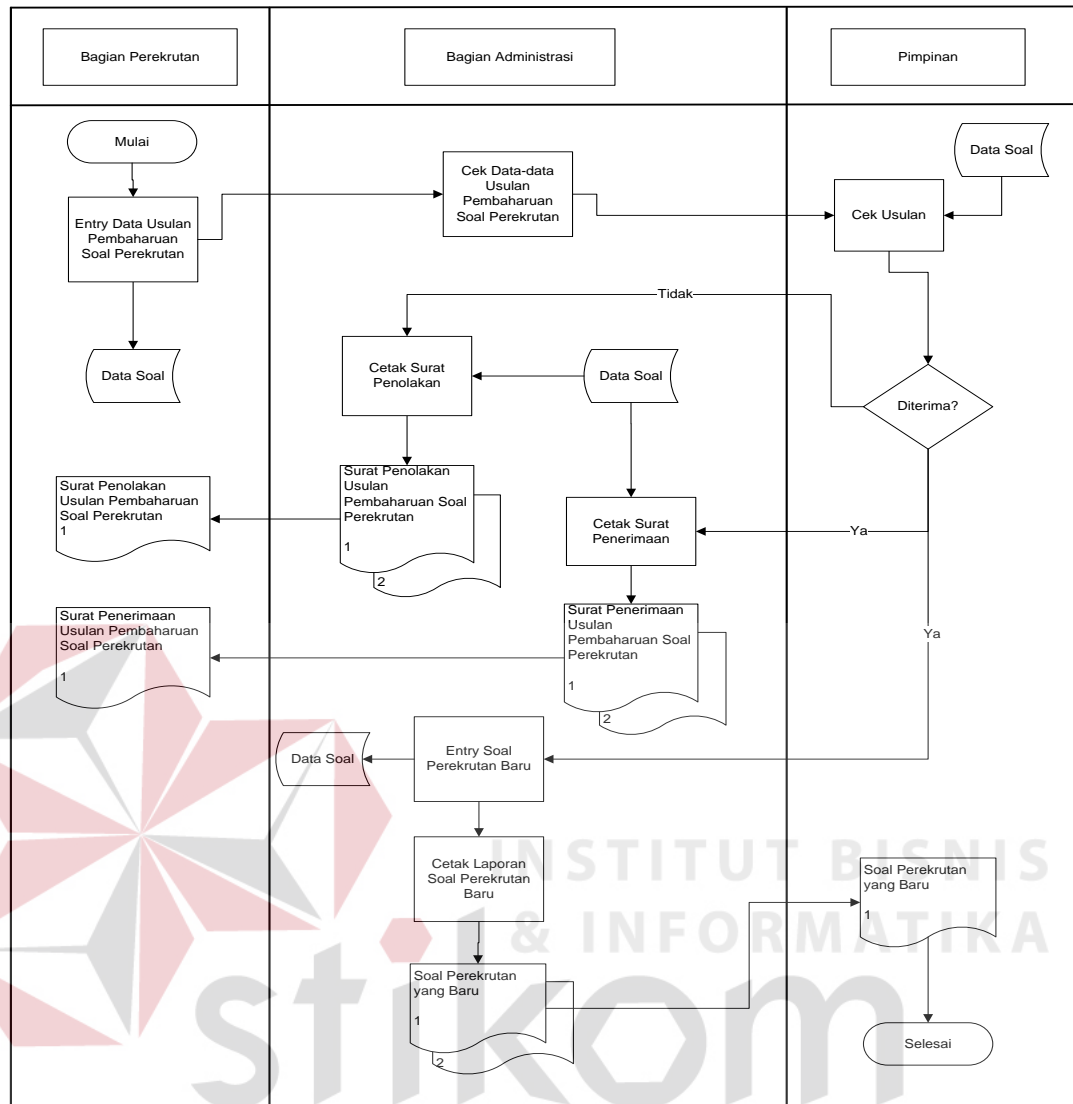 Bagian Perekrutan
Bagian Administrasi
Pimpinan
Mulai
Data Soal
Cek Data-data
Usulan
Pembaharuan
Soal Perekrutan
Entry Data Usulan
Pembaharuan
Soal Perekrutan
Cek Usulan
Tidak
Data Soal
Cetak Surat
Penolakan
Data Soal
Diterima?
Surat Penolakan
Usulan Pembaharuan
Soal Perekrutan
1
Surat Penolakan
Usulan
Pembaharuan Soal
Perekrutan
1
2
Cetak Surat
Penerimaan
Ya
Surat Penerimaan
Usulan Pembaharuan
Soal Perekrutan
1
Surat Penerimaan
Usulan
Pembaharuan Soal
Perekrutan
1
2
Ya
Data Soal
Entry Soal
Perekrutan Baru
Cetak Laporan
Soal Perekrutan
Baru
INSTITUT BISNIS
& INFORMATIKA
stikom
Soal Perekrutan
yang Baru
1
Soal Perekrutan
yang Baru
1
2
Selesai